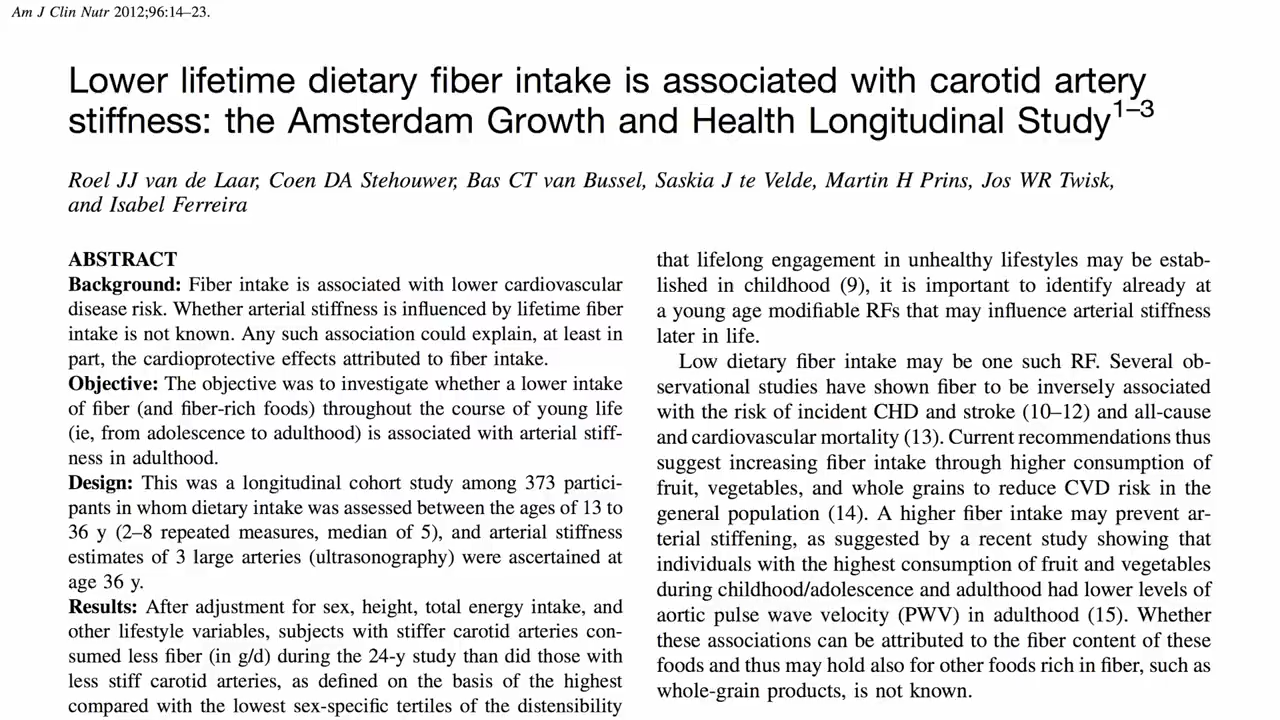 Am J Clin Nutr 2012;96:14–23.
Lower lifetime dietary fiber intake is associated with carotid artery
stiffness: the Amsterdam Growth and Health Longitudinal Study1–3
Roel JJ van de Laar, Coen DA Stehouwer, Bas CT van Bussel, Saskia J te Velde, Martin H Prins, Jos WR Twisk,
and Isabel Ferreira
ABSTRACT
Background: Fiber intake is associated with lower cardiovascular
disease risk. Whether arterial stiffness is influenced by lifetime fiber
intake is not known. Any such association could explain, at least in
part, the cardioprotective effects attributed to fiber intake.
Objective: The objective was to investigate whether a lower intake
of fiber (and fiber-rich foods) throughout the course of young life
(ie, from adolescence to adulthood) is associated with arterial stiff-
ness in adulthood.
Design: This was a longitudinal cohort study among 373 partici-
pants in whom dietary intake was assessed between the ages of 13 to
36 y (2–8 repeated measures, median of 5), and arterial stiffness
estimates of 3 large arteries (ultrasonography) were ascertained at
age 36 y.
Results: After adjustment for sex, height, total energy intake, and
other lifestyle variables, subjects with stiffer carotid arteries con-
sumed less fiber (in g/d) during the 24-y study than did those with
less stiff carotid arteries, as defined on the basis of the highest
compared with the lowest sex-specific tertiles of the distensibility
that lifelong engagement in unhealthy lifestyles may be estab-
lished in childhood (9), it is important to identify already at
a young age modifiable RFs that may influence arterial stiffness
later in life.
Low dietary fiber intake may be one such RF. Several ob-
servational studies have shown fiber to be inversely associated
with the risk of incident CHD and stroke (10–12) and all-cause
and cardiovascular mortality (13). Current recommendations thus
suggest increasing fiber intake through higher consumption of
fruit, vegetables, and whole grains to reduce CVD risk in the
general population (14). A higher fiber intake may prevent ar-
terial stiffening, as suggested by a recent study showing that
individuals with the highest consumption of fruit and vegetables
during childhood/adolescence and adulthood had lower levels of
aortic pulse wave velocity (PWV) in adulthood (15). Whether
these associations can be attributed to the fiber content of these
foods and thus may hold also for other foods rich in fiber, such as
whole-grain products, is not known.